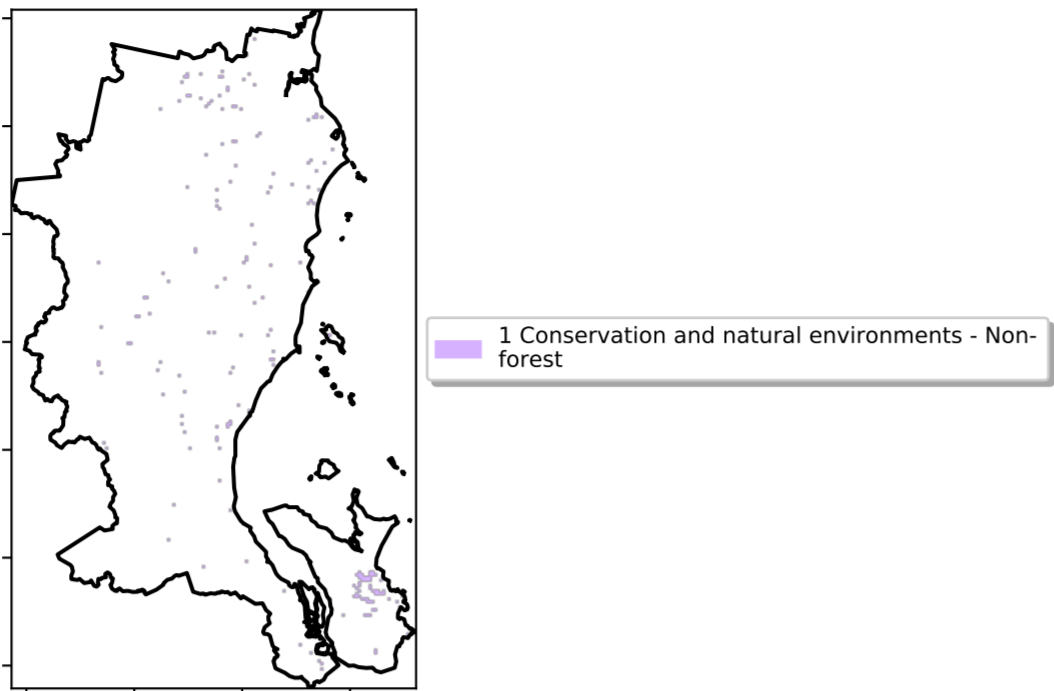 1 Conservation and natural environments - Non-
forest